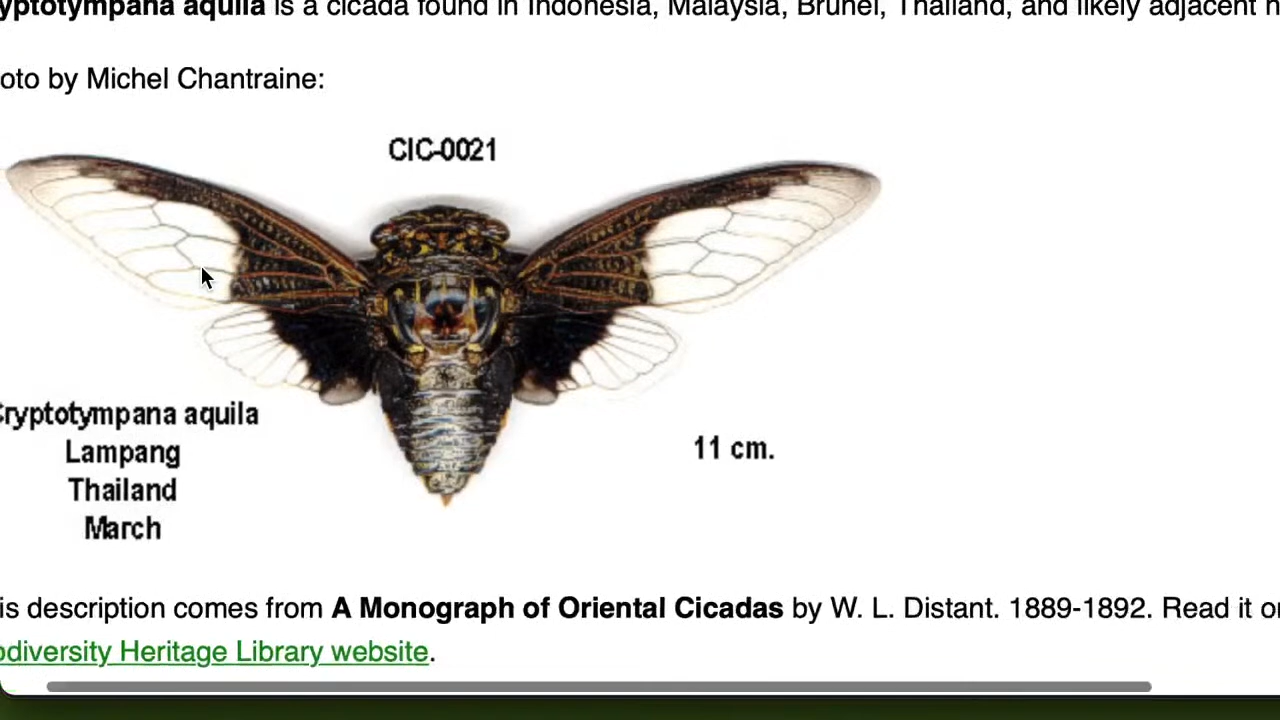 yptotympana aquila is a cicada found in Indonesia, Malaysia, Brunei, Thailand, and likely adjacent
oto by Michel Chantraine:
CIC-0021
Cryptotympana aquila
Lampang
Thailand
March
11 cm.
is description comes from A Monograph of Oriental Cicadas by W. L. Distant. 1889-1892. Read it
odiversity Heritage Library website.